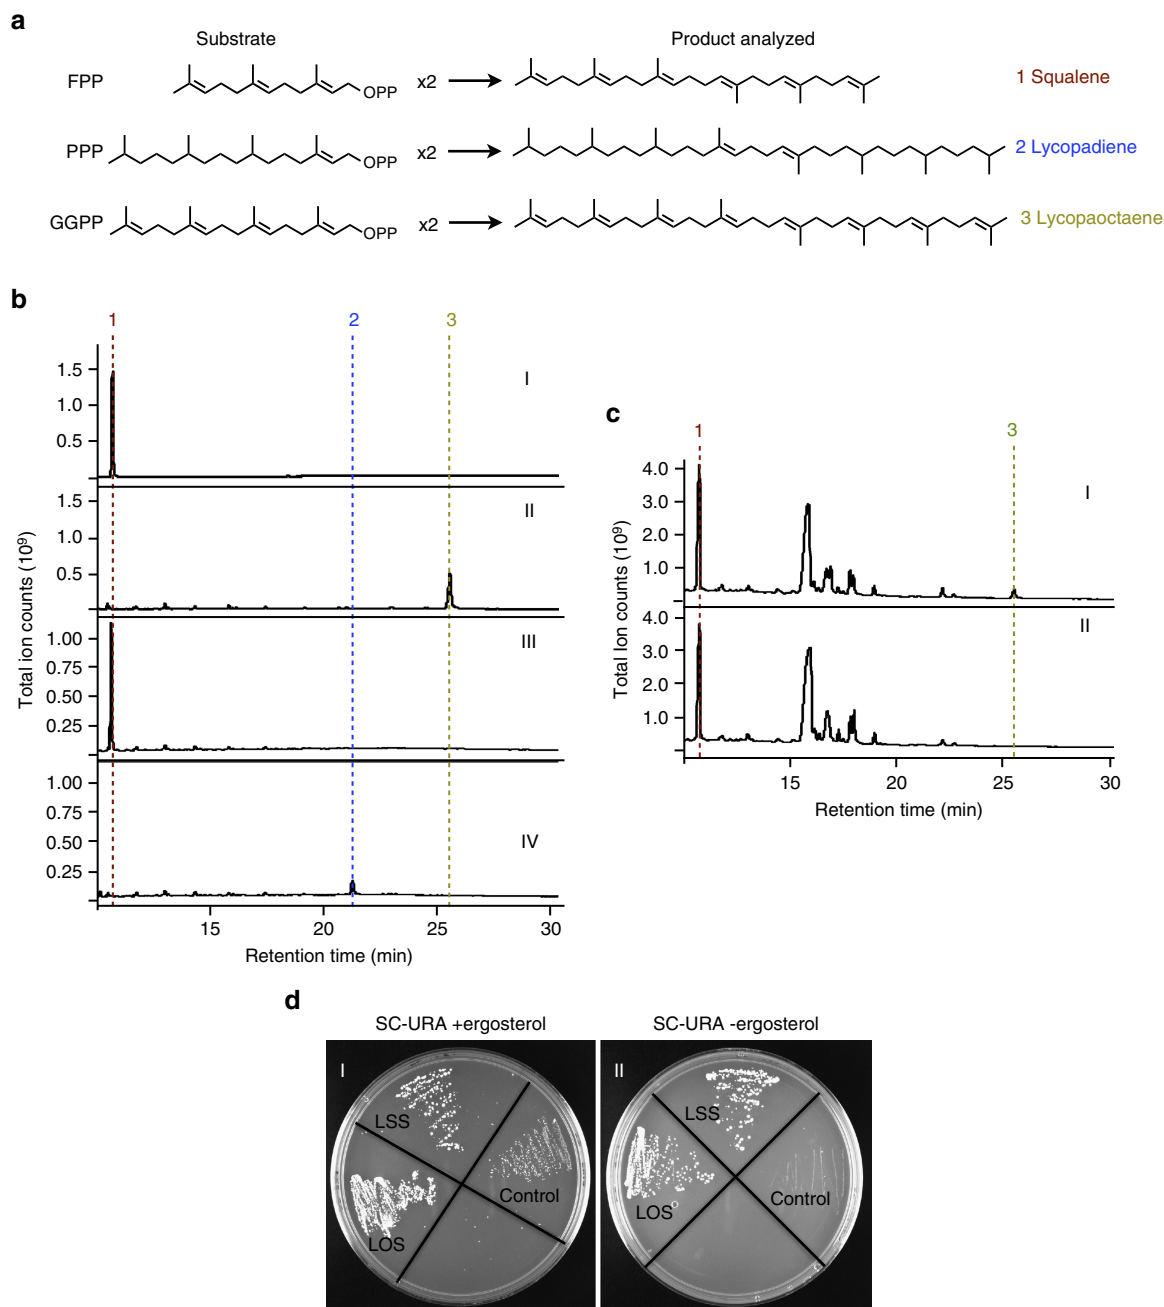 a
Substrate
Product analyzed
FPP
OPP
x2
1 Squalene
PPP
OPP
x2
2 Lycopadiene
GGPP
OPP
x2
3 Lycopaoctaene
b
1
2
3
Total ion counts (10⁹)
1.5
1.0
0.5
I
1.5
1.0
0.5
II
1.00
0.75
0.50
0.25
III
1.00
0.75
0.50
0.25
IV
15
20
25
30
Retention time (min)
c
1
3
Total Ion counts (10⁹)
4.0
3.0
2.0
1.0
I
4.0
3.0
2.0
1.0
II
15
20
25
30
Retention time (min)
d
SC-URA +ergosterol
SC-URA -ergosterol
I
LSS
Control
LOS
II
LSS
Control
LOS